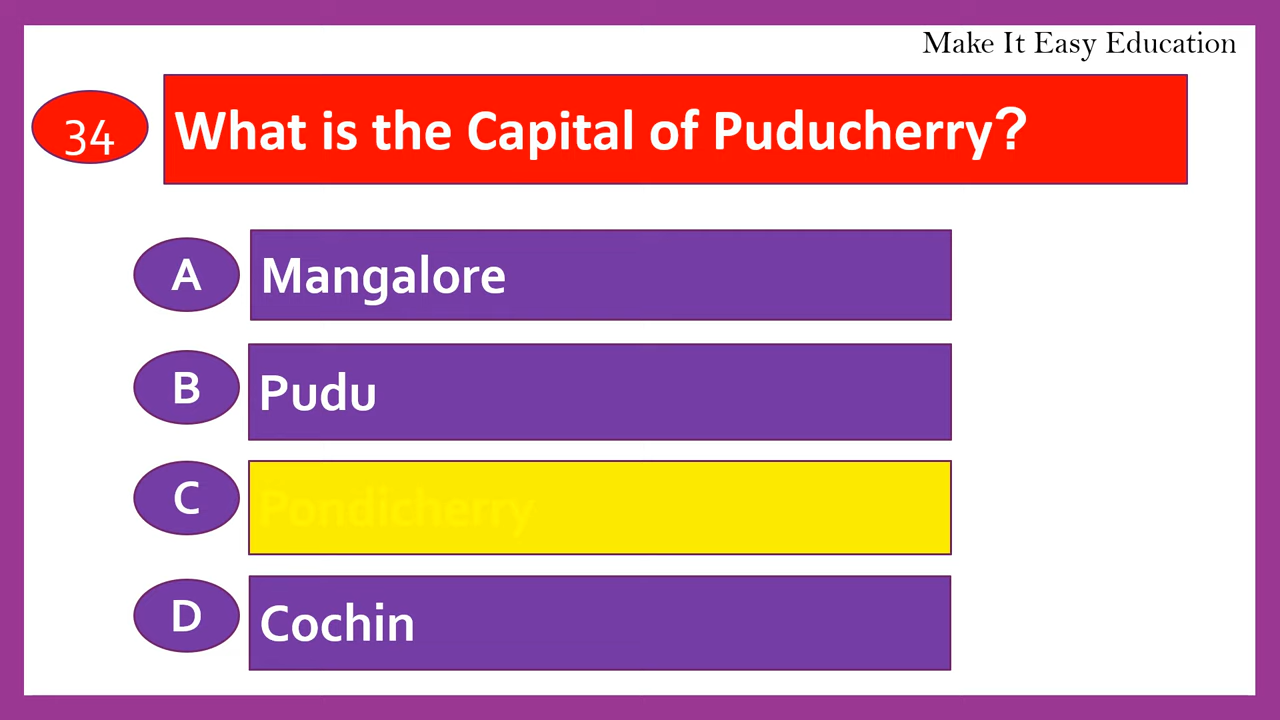 Make It Easy Education
34
What is the Capital of Puducherry?
A
Mangalore
B
Pudu
C
Pondicherry
D
Cochin